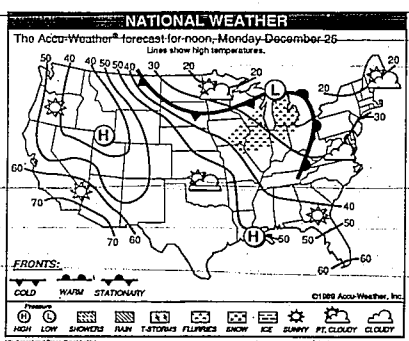 NATIONAL WEATHER
The Accu-Weather® forecast for noon, Monday December 25
Lines show high temperatures.
50 40 40 50 50 40 30 20 20 20
30
H
L
60
70
70
60
H
50
40
50
50
60
60
FRONTS:
COLD WARM STATIONARY
©1989 Accu-Weather, Inc.
Pressure
H L
HIGH LOW SHOWERS RAIN T-STORMS FLURRIES SNOW ICE SUNNY PT. CLOUDY CLOUDY